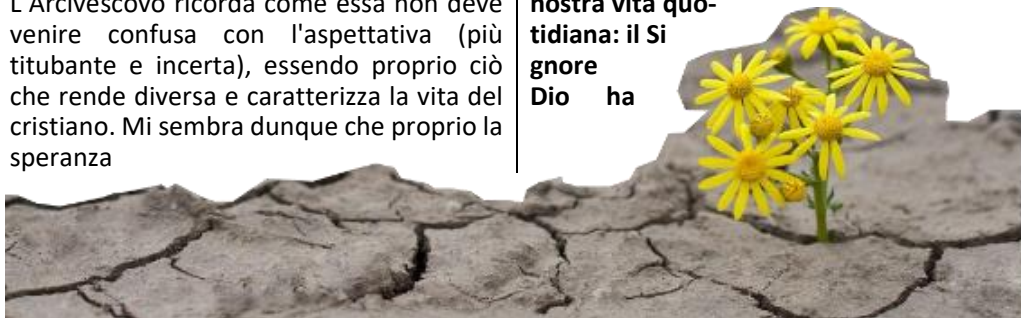 L'Arcivescovo ricorda come essa non deve
venire confusa con l'aspettativa (più
titubante e incerta), essendo proprio ciò
che rende diversa e caratterizza la vita del
cristiano. Mi sembra dunque che proprio la
speranza
nostra vita quo-
tidiana: il Si
gnore
Dio ha